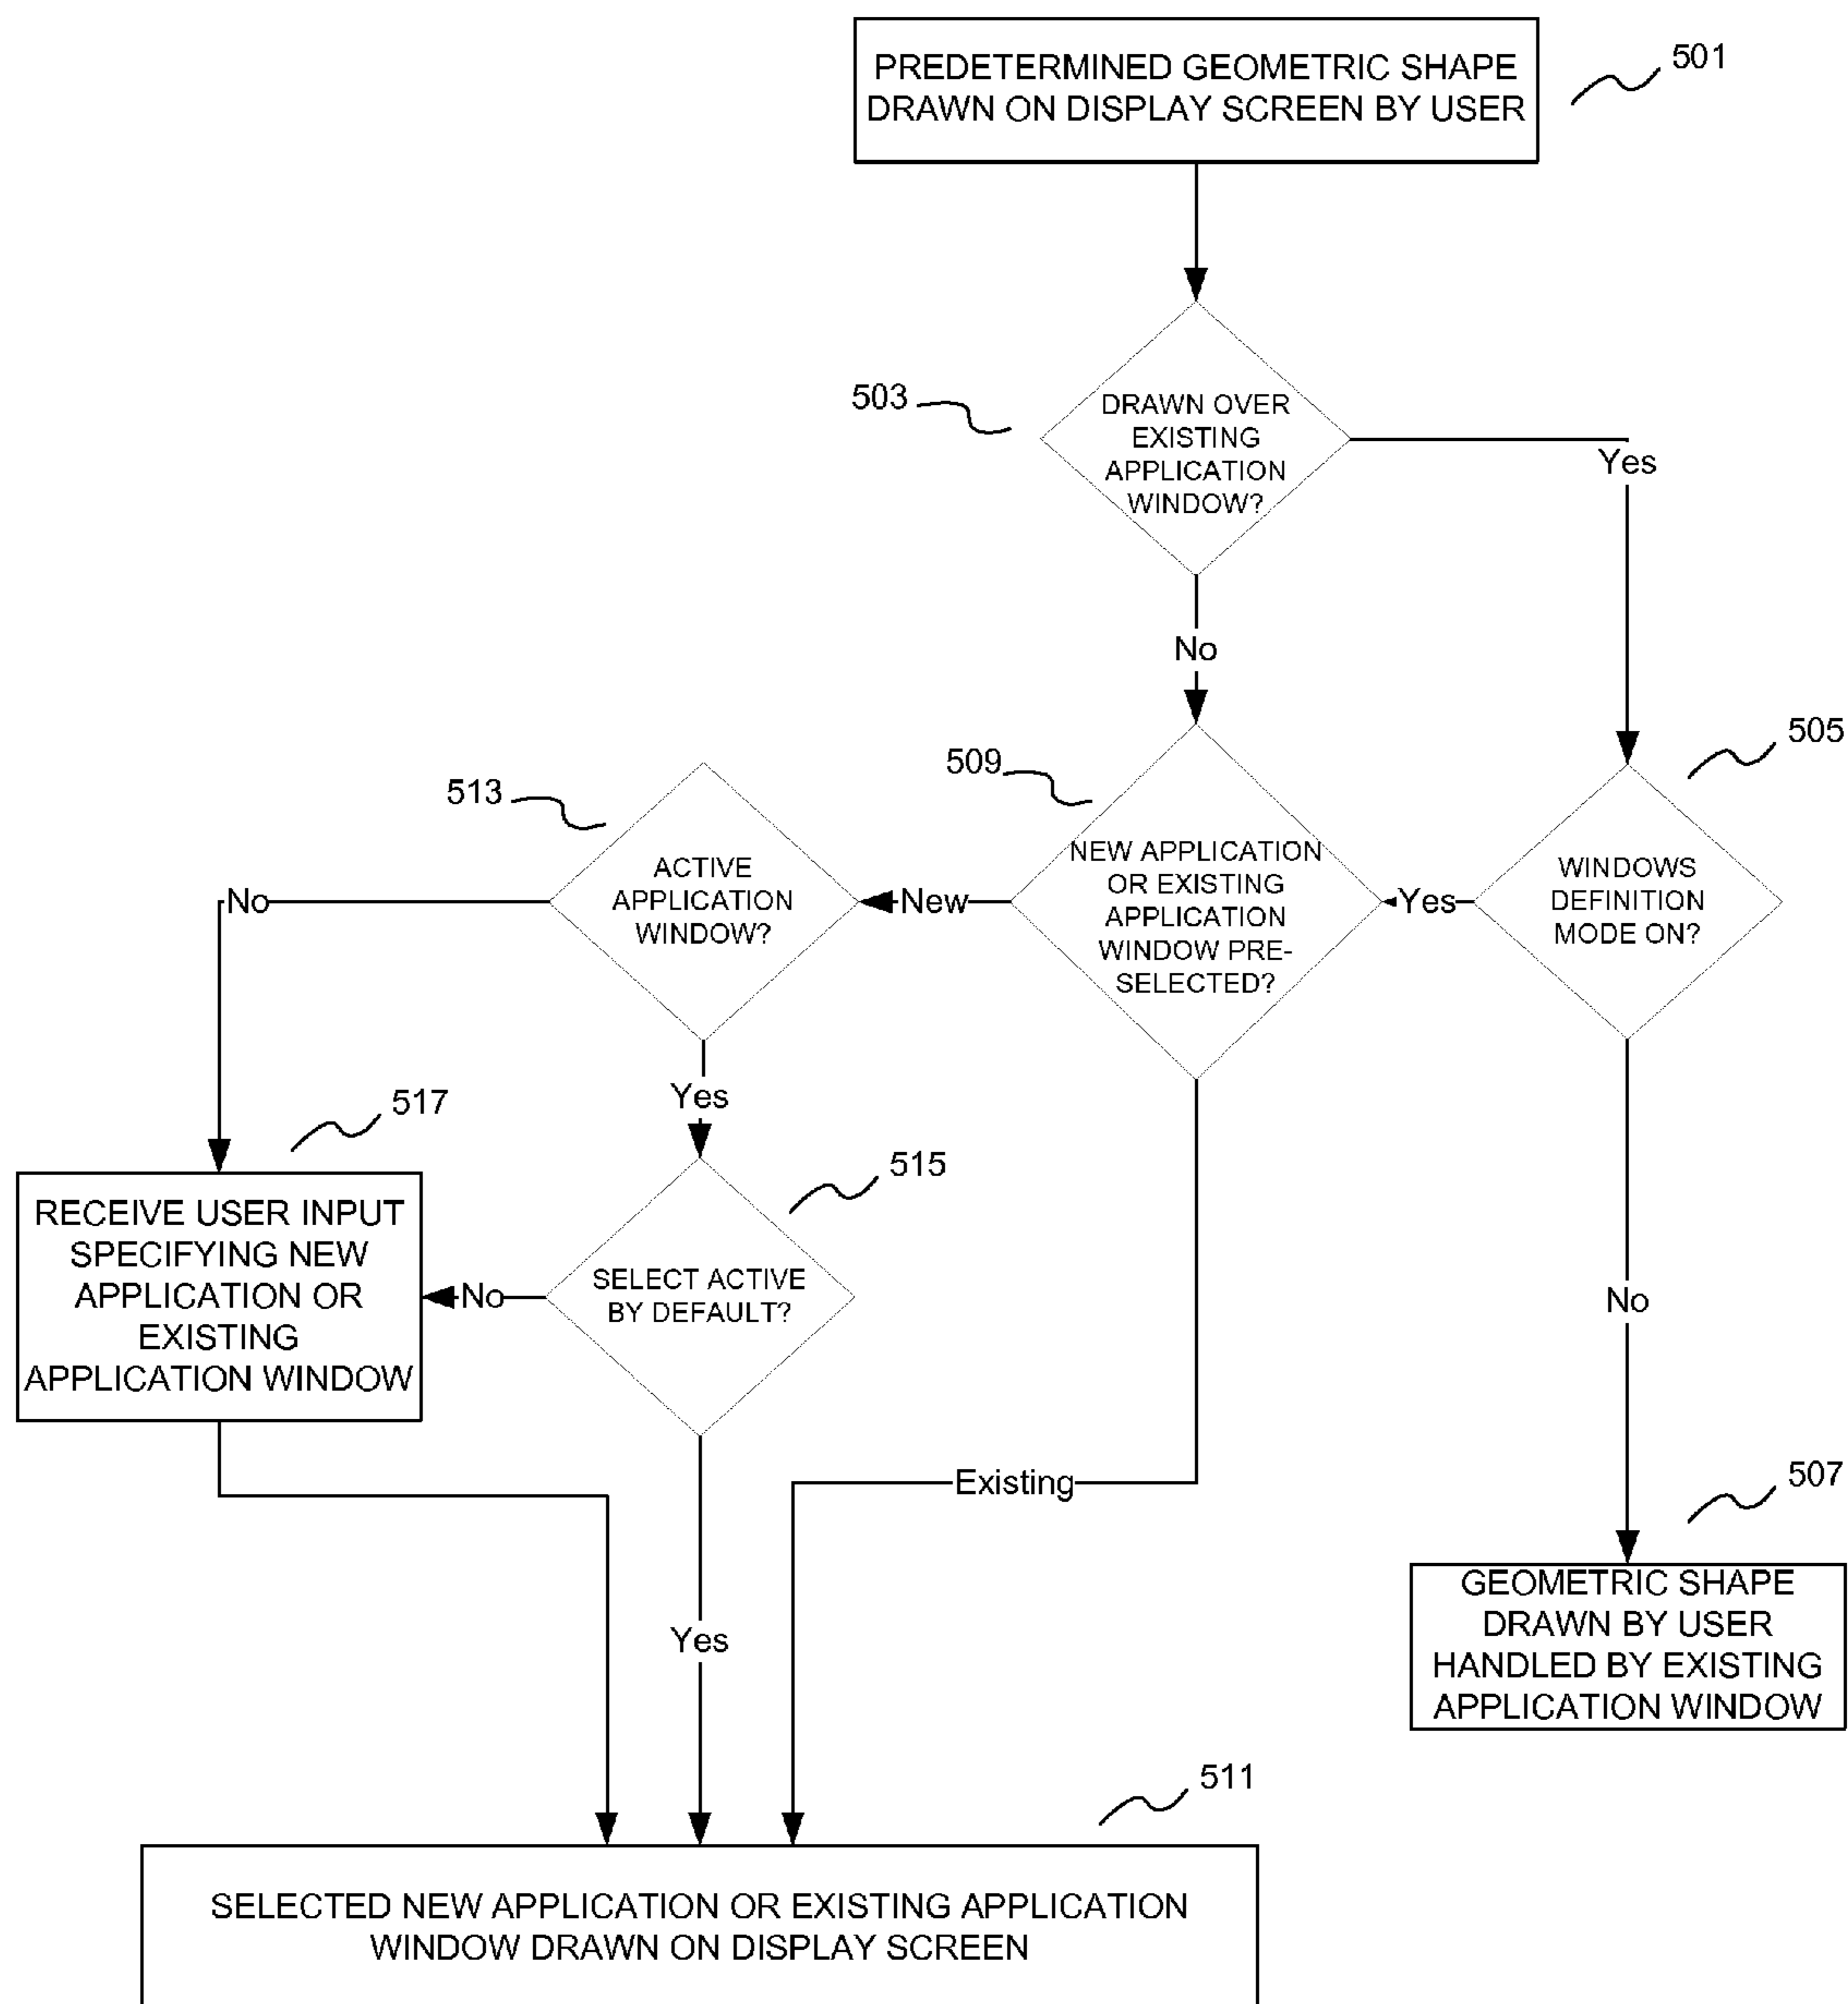 PREDETERMINED GEOMETRIC SHAPE
DRAWN ON DISPLAY SCREEN BY USER
501
503
DRAWN OVER
EXISTING
APPLICATION
WINDOW?
Yes
No
505
509
513
ACTIVE
APPLICATION
WINDOW?
NEW APPLICATION
OR EXISTING
APPLICATION
WINDOW PRE-
SELECTED?
WINDOWS
DEFINITION
MODE ON?
No
New
Yes
Yes
517
515
RECEIVE USER INPUT
SPECIFYING NEW
APPLICATION OR
EXISTING
APPLICATION WINDOW
No
SELECT ACTIVE
BY DEFAULT?
No
Existing
507
Yes
GEOMETRIC SHAPE
DRAWN BY USER
HANDLED BY EXISTING
APPLICATION WINDOW
511
SELECTED NEW APPLICATION OR EXISTING APPLICATION
WINDOW DRAWN ON DISPLAY SCREEN